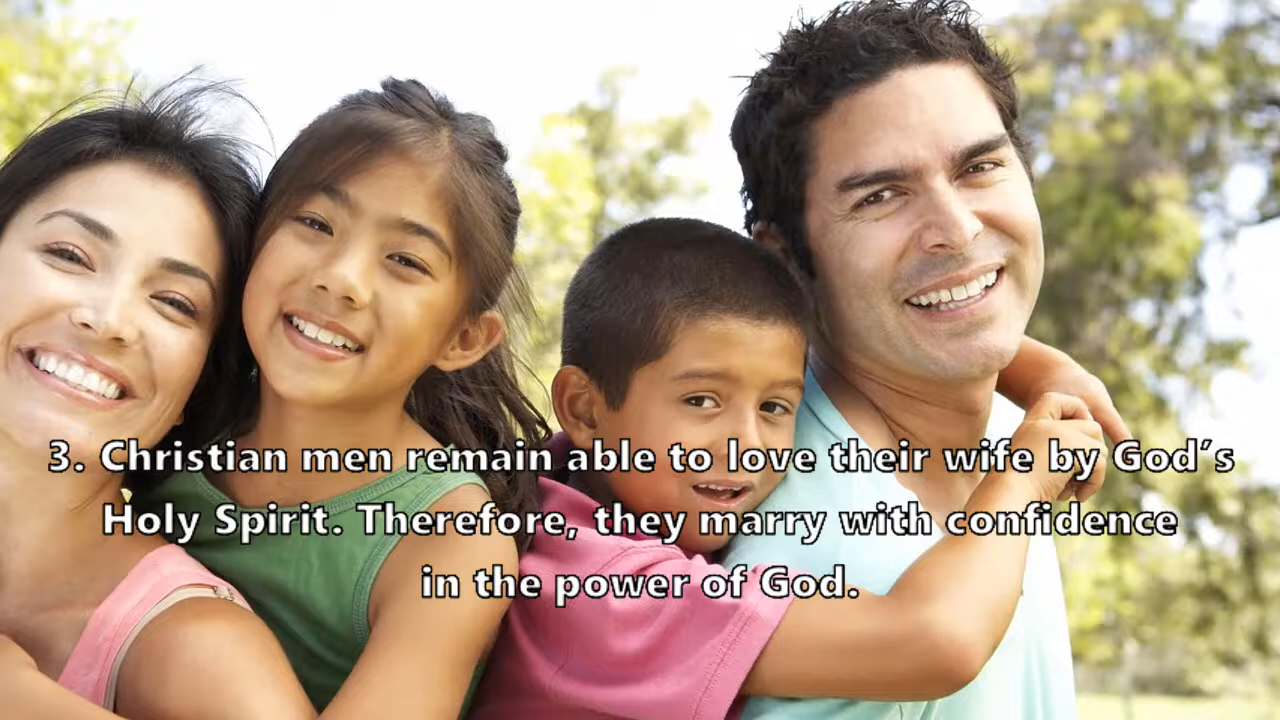 3. Christian men remain able to love their wife by God’s
Holy Spirit. Therefore, they marry with confidence
in the power of God.